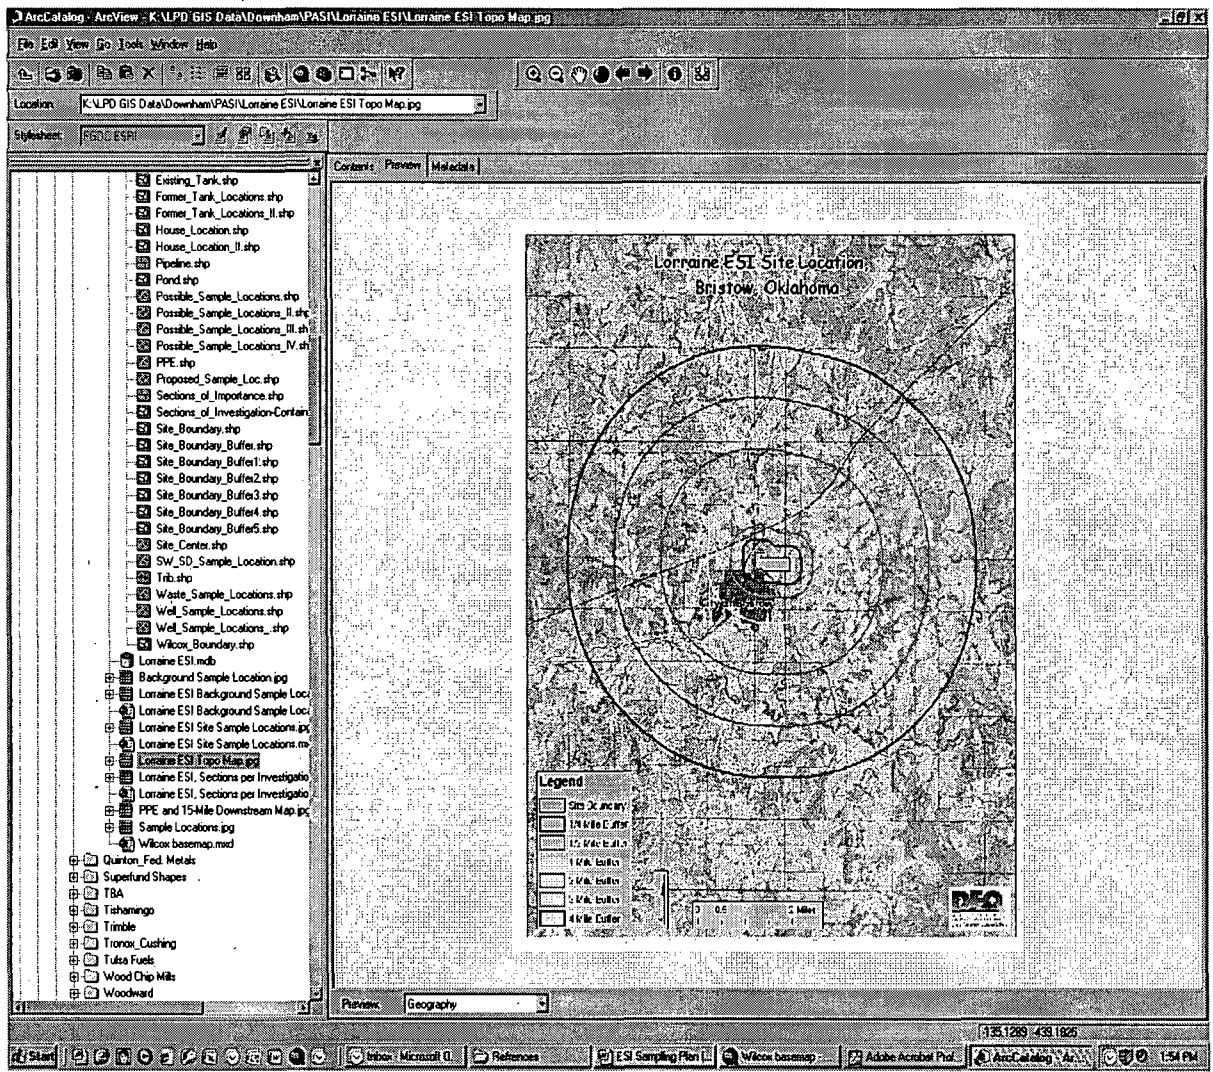 ArcCatalog - ArcView - K:\LPD GIS Data\Downham\PASI\Lorraine ESI\Lorraine ESI Topo Map.jpg
File Edit View Go Tools Window Help
Location: K:\LPD GIS Data\Downham\PASI\Lorraine ESI\Lorraine ESI Topo Map.jpg
Stylesheet: FGDC ESRI
Contents Preview Metadata
Existing_Tank.shp
Former_Tank_Locations.shp
Former_Tank_Locations_II.shp
House_Location.shp
House_Location_II.shp
Pipeline.shp
Pond.shp
Possible_Sample_Locations.shp
Possible_Sample_Locations_II.shp
Possible_Sample_Locations_III.sh
Possible_Sample_Locations_IV.sh
PPE.shp
Proposed_Sample_Loc.shp
Sections_of_Importance.shp
Sections_of_Investigation-Contain
Site_Boundary.shp
Site_Boundary_Buffer.shp
Site_Boundary_Buffer1.shp
Site_Boundary_Buffer2.shp
Site_Boundary_Buffer3.shp
Site_Boundary_Buffer4.shp
Site_Boundary_Buffer5.shp
Site_Center.shp
SW_SD_Sample_Location.shp
Trib.shp
Waste_Sample_Locations.shp
Well_Sample_Locations.shp
Well_Sample_Locations_.shp
Wilcox_Boundary.shp
Lorraine ESI.mdb
Background Sample Location.jpg
Lorraine ESI Background Sample Loca
Lorraine ESI Background Sample Loca
Lorraine ESI Site Sample Locations.jpg
Lorraine ESI Site Sample Locations.mx
Lorraine ESI Topo Map.jpg
Lorraine ESI, Sections per Investigatio
Lorraine ESI, Sections per Investigatio
PPE and 15-Mile Downstream Map.jpg
Sample Locations.jpg
Wilcox basemap.mxd
Quinton_Fed. Metals
Superfund Shapes
TBA
Tishamingo
Trimble
Tronox_Cushing
Tulsa Fuels
Wood Chip Mills
Woodward
Lorraine ESI Site Location,
Bristow, Oklahoma
Legend
Site Boundary
1/4 Mile Buffer
1/2 Mile Buffer
1 Mile Buffer
2 Mile Buffer
3 Mile Buffer
4 Mile Buffer
0 0.5 2 Miles
DEQ
Preview: Geography
Start
Inbox - Microsoft O...
Refrences
ESI Sampling Plan (...
Wilcox basemap - ...
Adobe Acrobat Prof...
ArcCatalog - Ar...
1:54 PM